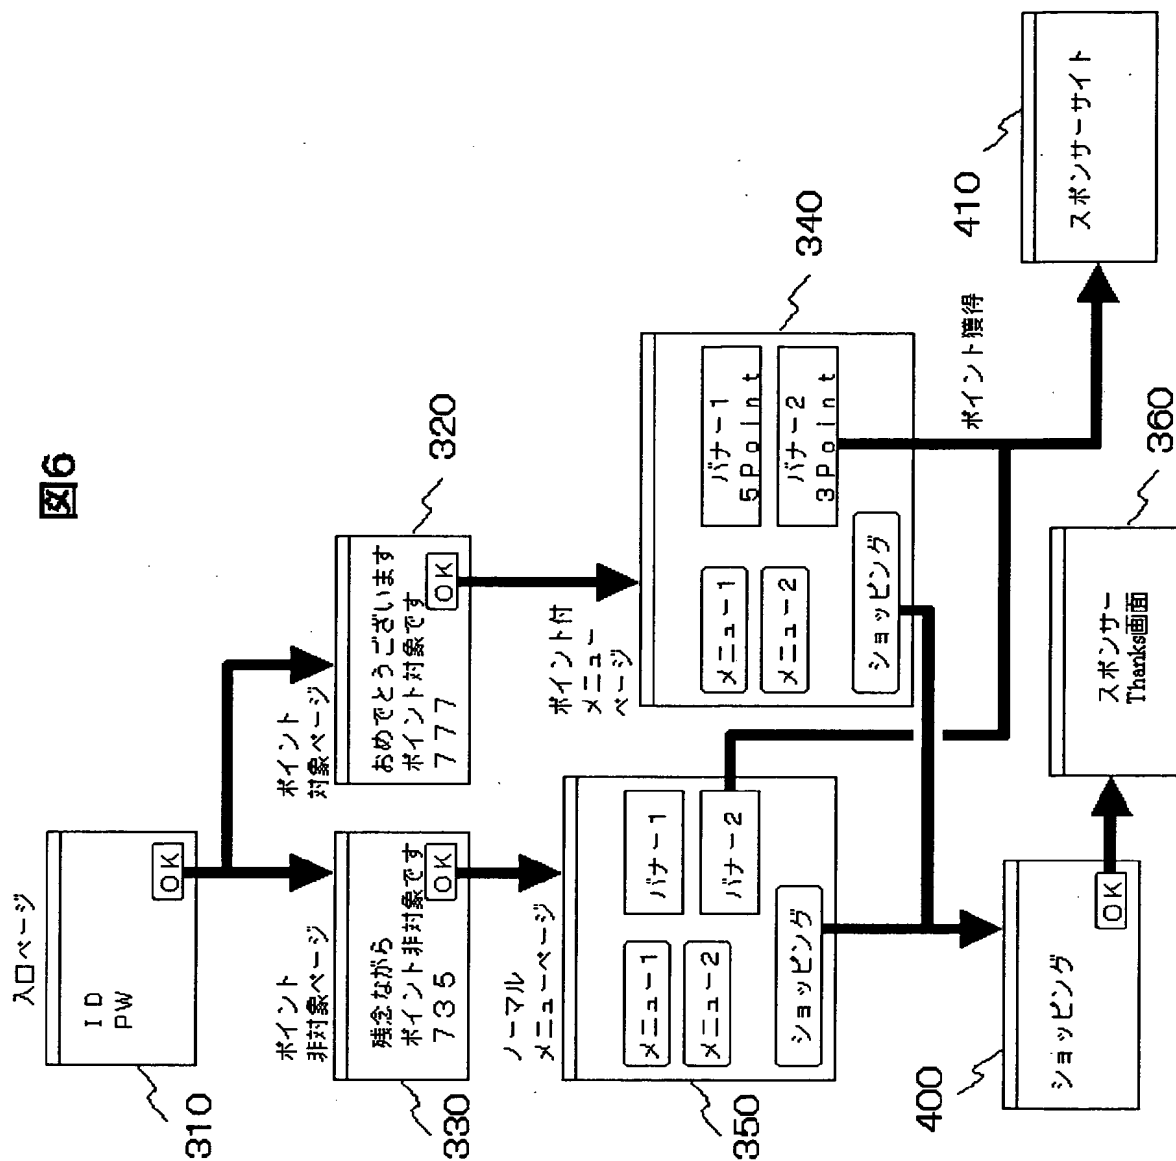 図6
入口ページ
ID
PW
OK
310
ポイント
非対象ページ
残念ながら
ポイント非対象です
735
OK
330
ポイント
対象ページ
おめでとうございます
ポイント対象です
777
OK
320
ノーマル
メニューページ
メニュー1
メニュー2
バナー1
バナー2
ショッピング
350
ポイント付
メニュー
ページ
メニュー1
メニュー2
バナー1
5Point
バナー2
3Point
ショッピング
340
ポイント獲得
ショッピング
OK
400
スポンサー
Thanks画面
360
スポンサーサイト
410